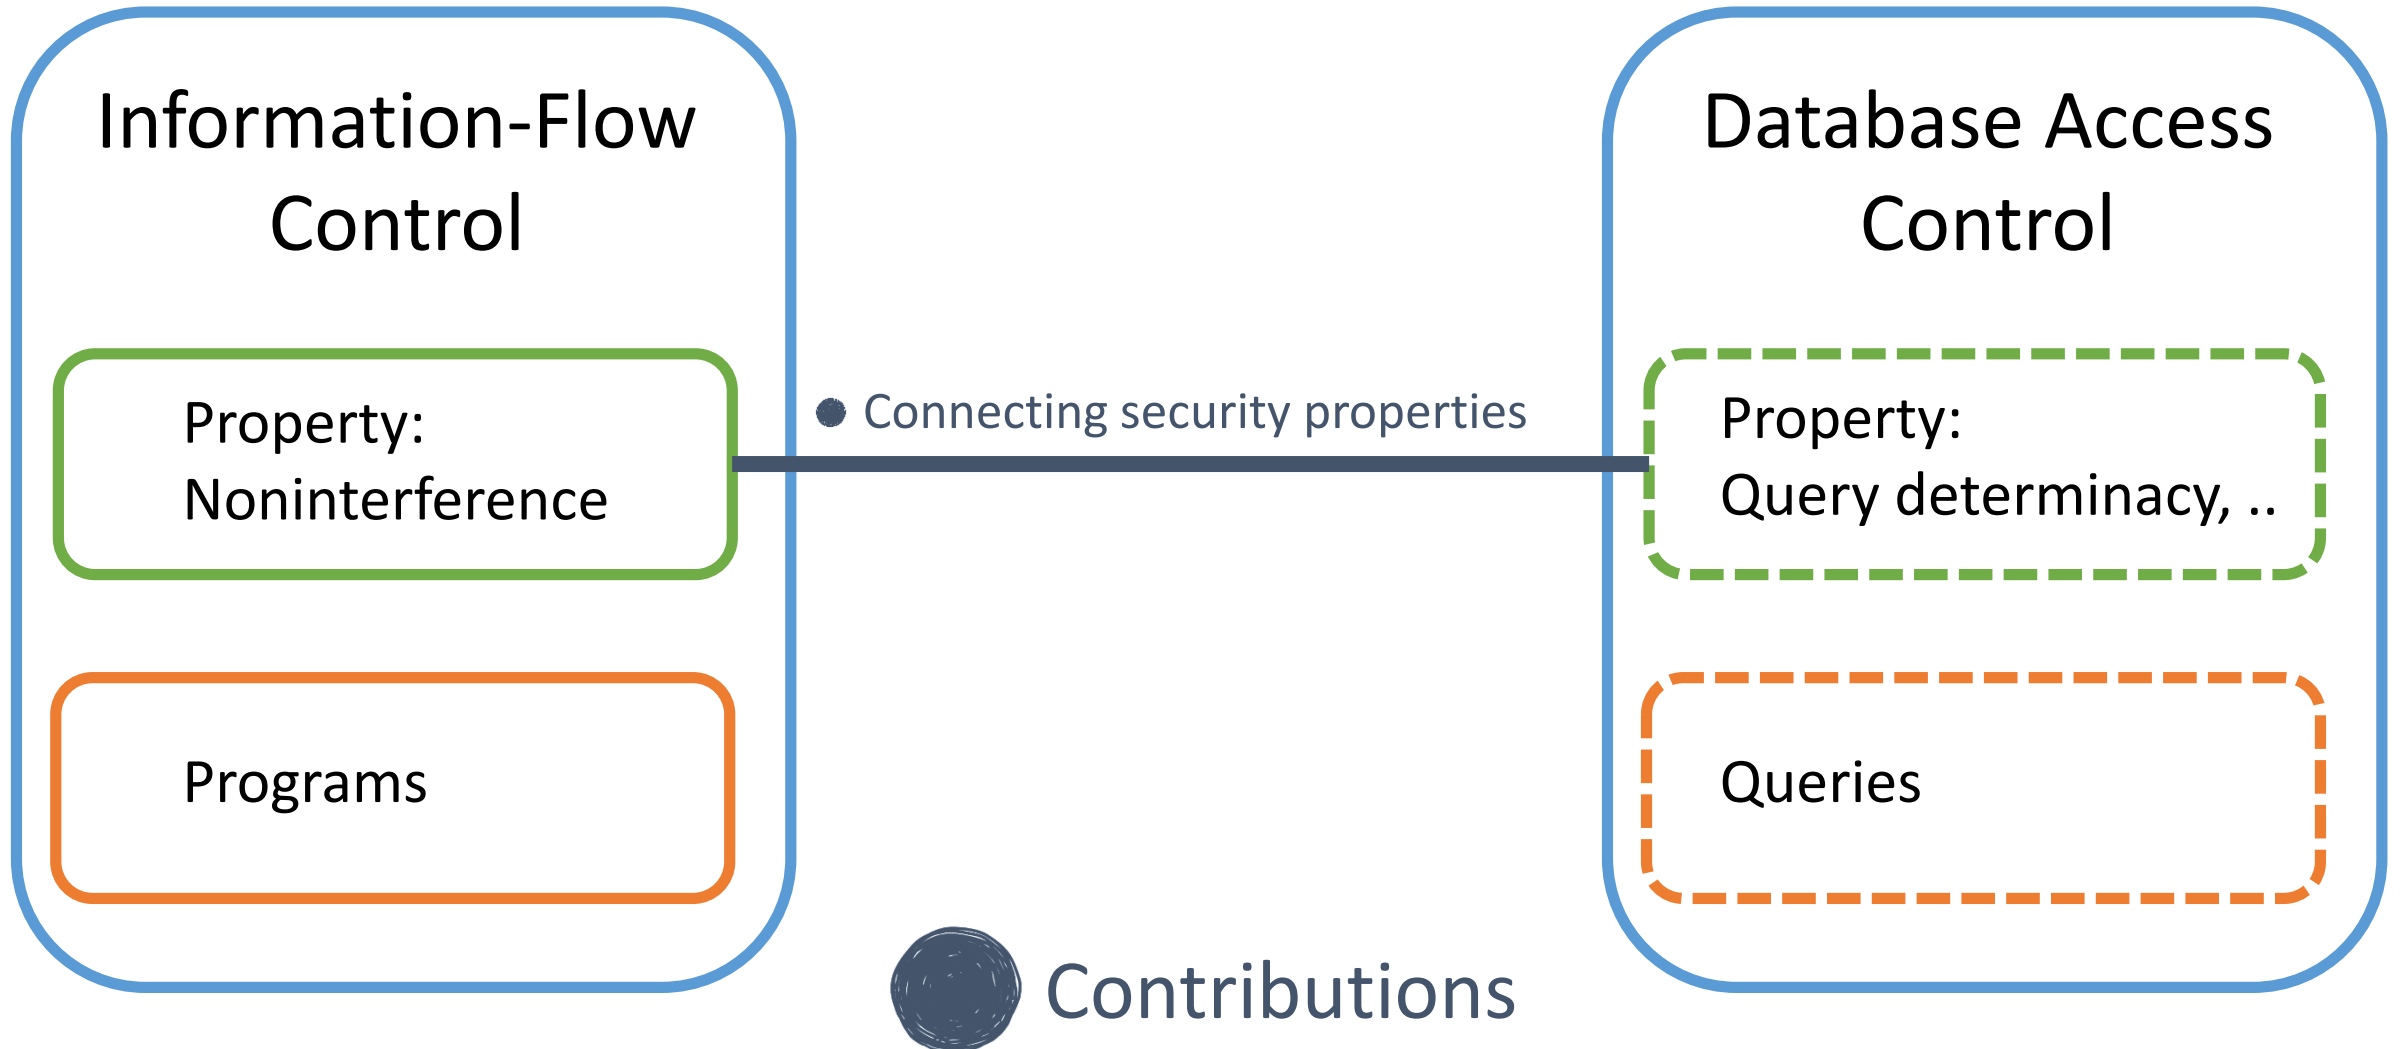 Information-Flow
Control
Property:
Noninterference
Programs
Connecting security properties
Database Access
Control
Property:
Query determinacy, ..
Queries
Contributions